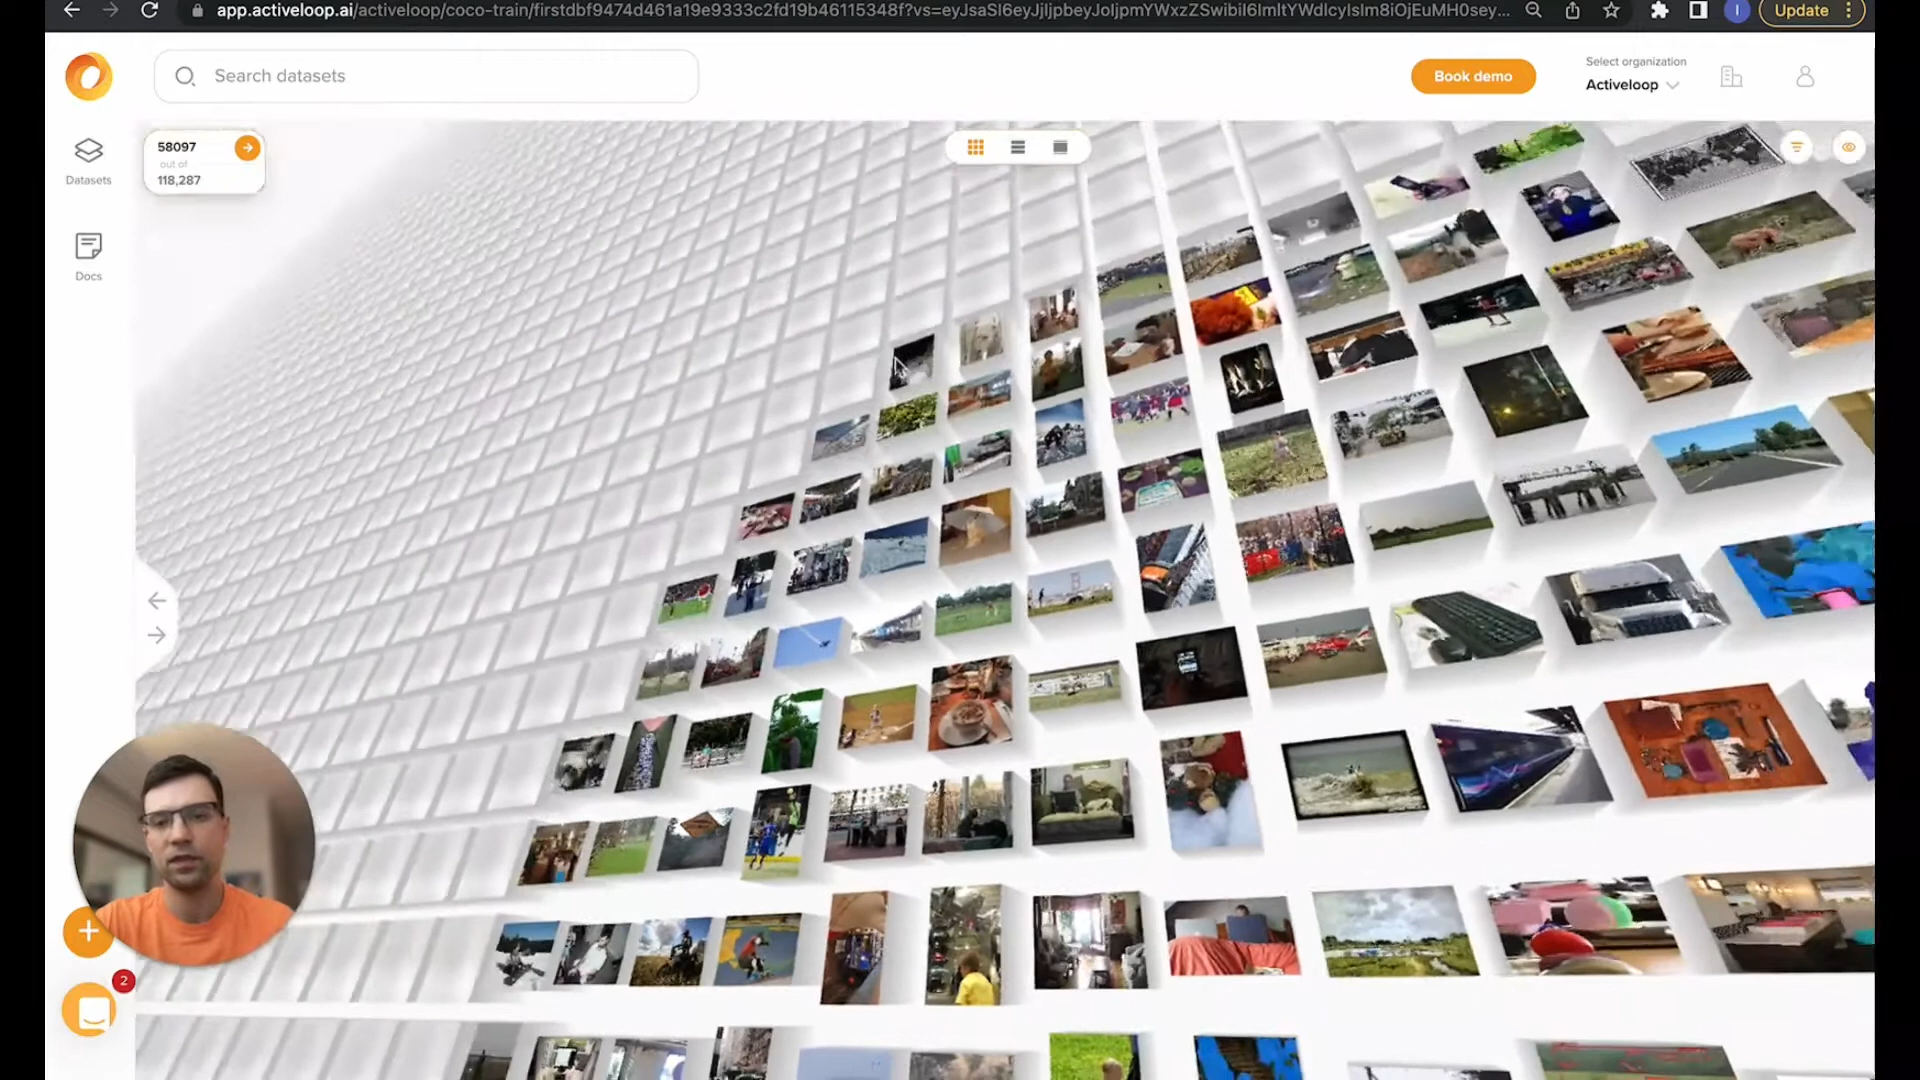 app.activeloop.ai/activeloop/coco-train/firstdbf9474d461a19e9333c2fd19b46115348f?vs=eyJsaSI6eyJjIjpbeyJoIjpmYWxzZSwibiI6ImltYWdlcyIsIm8iOjEuMH0sey...
Update
Search datasets
Book demo
Select organization
Activeloop
58097
out of
118,287
Datasets
Docs
2